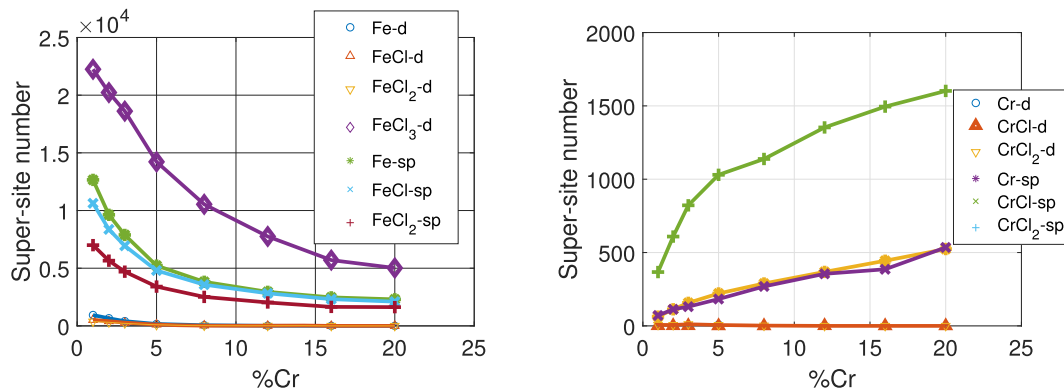 ×10⁴
2.5
2
1.5
1
0.5
0
0 5 10 15 20 25
%Cr
Super-site number
Fe-d
FeCl-d
FeCl₂-d
FeCl₃-d
Fe-sp
FeCl-sp
FeCl₂-sp
2000
1500
1000
500
0
0 5 10 15 20 25
%Cr
Super-site number
Cr-d
CrCl-d
CrCl₂-d
Cr-sp
CrCl-sp
CrCl₂-sp